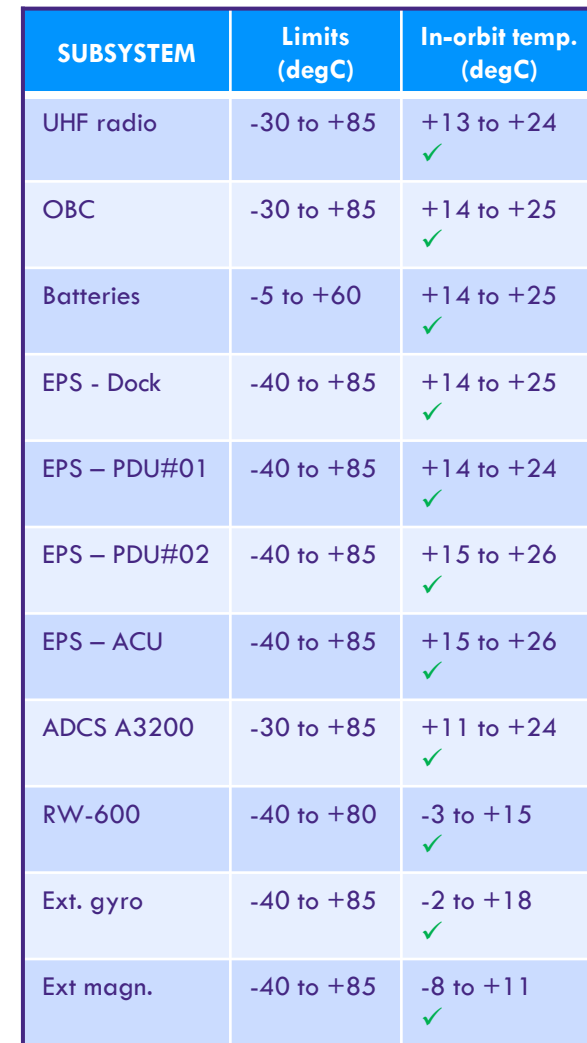 SUBSYSTEM Limits (degC) In-orbit temp. (degC)
UHF radio -30 to +85 +13 to +24 ✓
OBC -30 to +85 +14 to +25 ✓
Batteries -5 to +60 +14 to +25 ✓
EPS - Dock -40 to +85 +14 to +25 ✓
EPS – PDU#01 -40 to +85 +14 to +24 ✓
EPS – PDU#02 -40 to +85 +15 to +26 ✓
EPS – ACU -40 to +85 +15 to +26 ✓
ADCS A3200 -30 to +85 +11 to +24 ✓
RW-600 -40 to +80 -3 to +15 ✓
Ext. gyro -40 to +85 -2 to +18 ✓
Ext magn. -40 to +85 -8 to +11 ✓